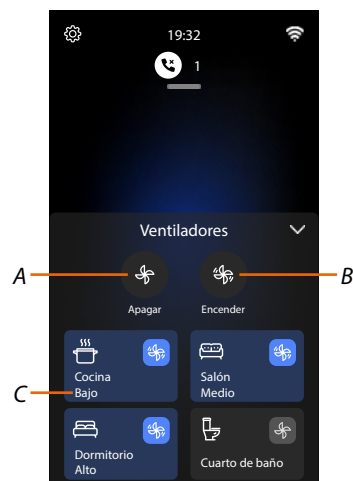 19:32
1
Ventiladores
A
B
Apagar
Encender
C
Cocina
Bajo
Salón
Medio
Dormitorio
Alto
Cuarto de baño